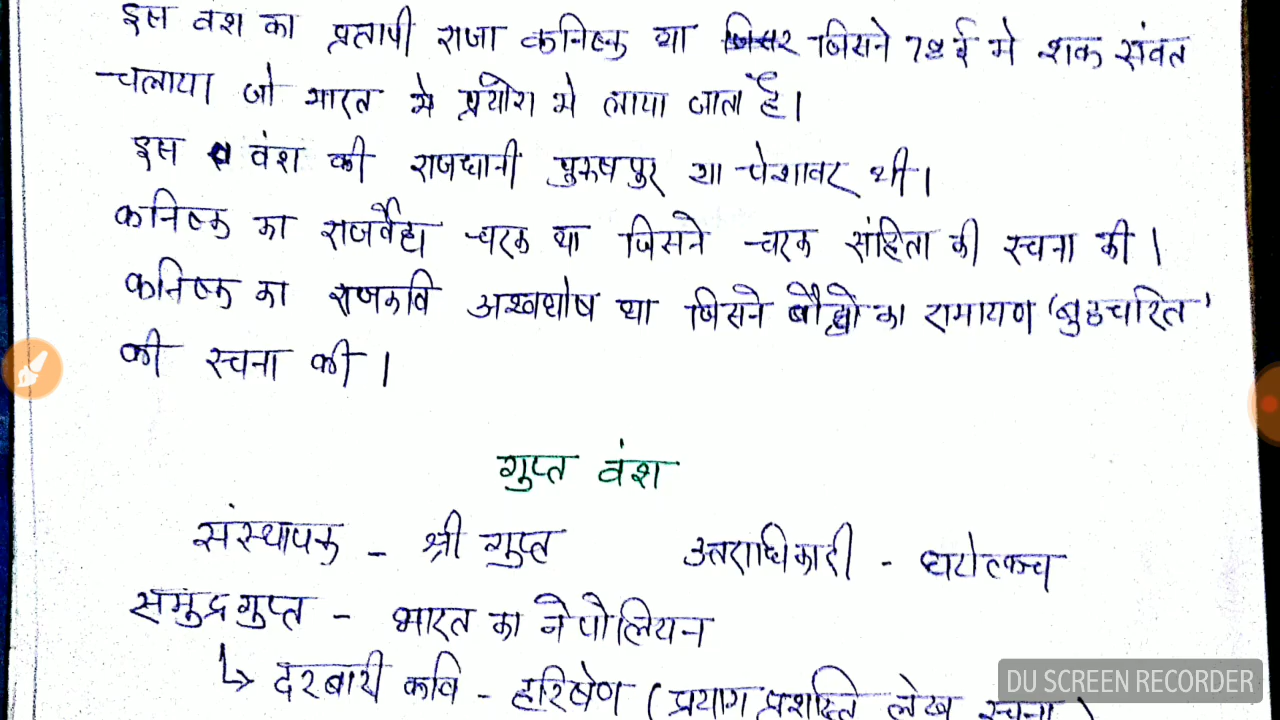 इस वंश का प्रतापी राजा कनिष्क था जिसने 78 ई मे शक संवत
चलाया जो भारत मे प्रयोग मे लाया जाता है।
इस वंश की राजधानी पुरुषपुर या पेशावर थी।
कनिष्क का राजवैद्य चरक था जिसने चरक संहिता की रचना की।
कनिष्क का राजकवि अश्वघोष था जिसने बौद्धो का रामायण 'बुद्धचरित'
की रचना की।
गुप्त वंश
संस्थापक - श्री गुप्त उत्तराधिकारी - घटोत्कच
समुद्रगुप्त - भारत का नेपोलियन
↳ दरबारी कवि - हरिषेण (प्रयाग प्रशस्ति लेख रचना)
DU SCREEN RECORDER